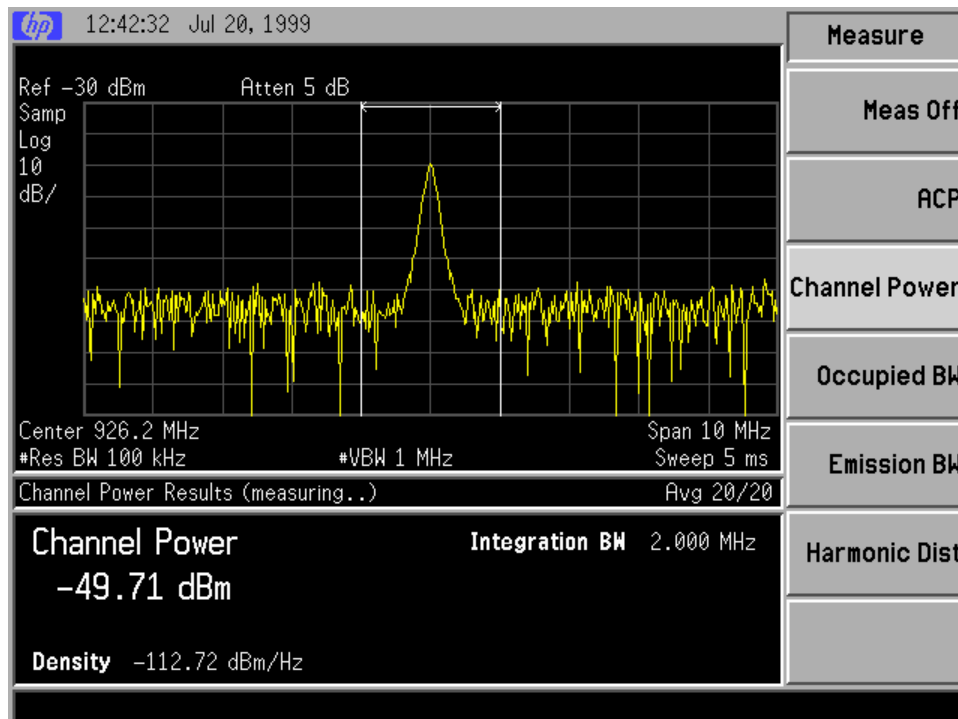 hp 12:42:32 Jul 20, 1999
Measure
Ref -30 dBm Atten 5 dB
Samp
Log
10
dB/
Meas Off
ACP
Channel Power
Occupied BW
Emission BW
Harmonic Dist
Center 926.2 MHz Span 10 MHz
#Res BW 100 kHz #VBW 1 MHz Sweep 5 ms
Channel Power Results (measuring..) Avg 20/20
Channel Power Integration BW 2.000 MHz
-49.71 dBm
Density -112.72 dBm/Hz